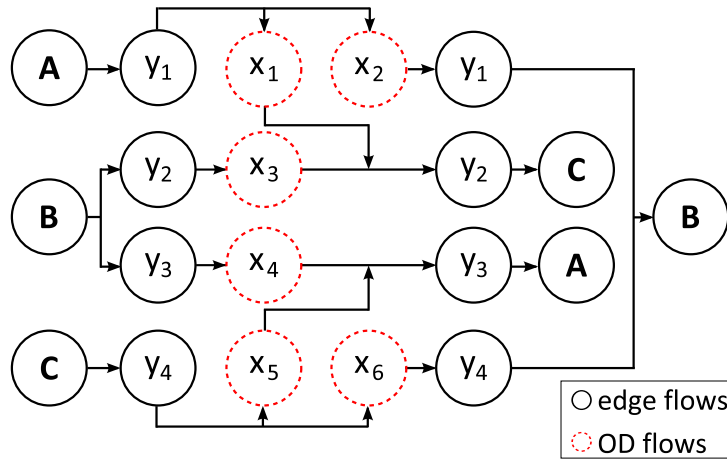 A y₁ x₁ x₂ y₁
B y₂ x₃ y₂ C B
y₃ x₄ y₃ A
C y₄ x₅ x₆ y₄
edge flows
OD flows